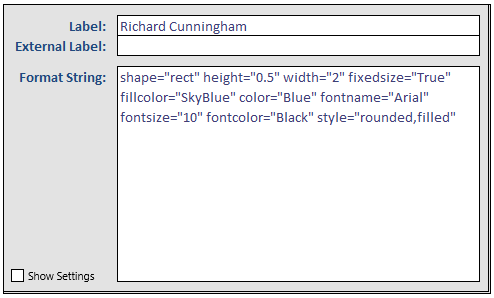 Label: Richard Cunningham
External Label:
Format String: shape="rect" height="0.5" width="2" fixedsize="True"
fillcolor="SkyBlue" color="Blue" fontname="Arial"
fontsize="10" fontcolor="Black" style="rounded,filled"
Show Settings